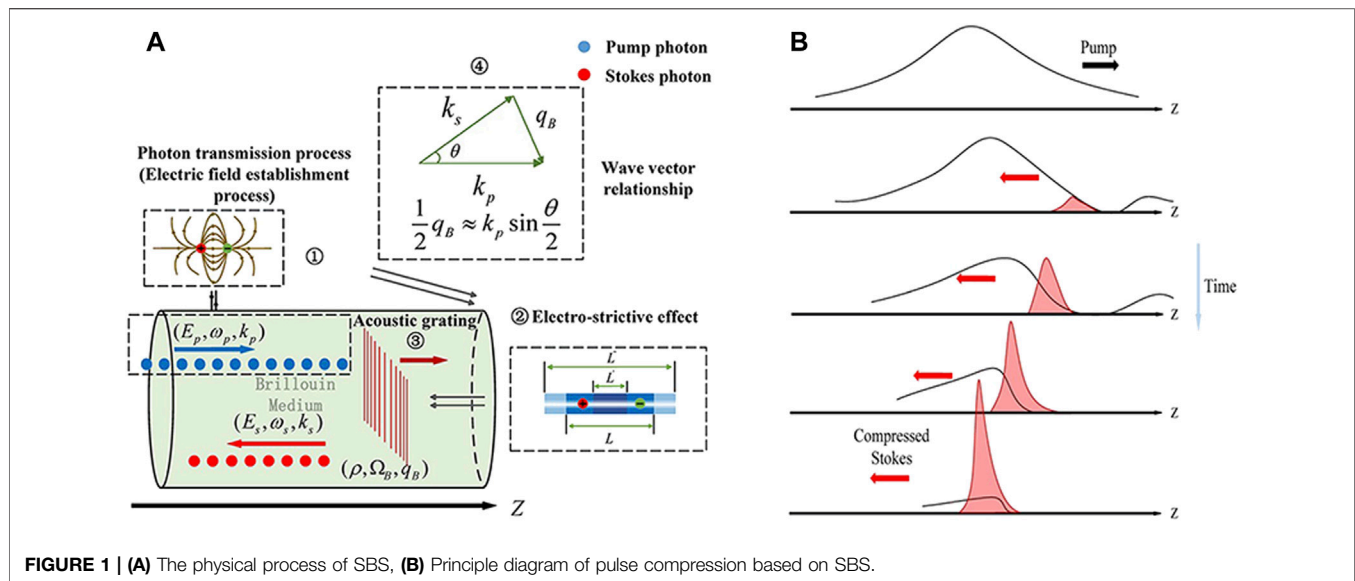 A
④
Pump photon
Stokes photon
k_s
q_B
θ
k_p
1/2 q_B ≈ k_p sin θ/2
Wave vector
relationship
Photon transmission process
(Electric field establishment
process)
+
−
①
(E_p, ω_p, k_p)
Brillouin
Medium
(E_s, ω_s, k_s)
Acoustic grating
③
(ρ, Ω_B, q_B)
② Electro-strictive effect
L
L
+
−
L
Z
B
Pump
Z
Z
Time
Z
Z
Compressed
Stokes
Z
FIGURE 1 | (A) The physical process of SBS, (B) Principle diagram of pulse compression based on SBS.